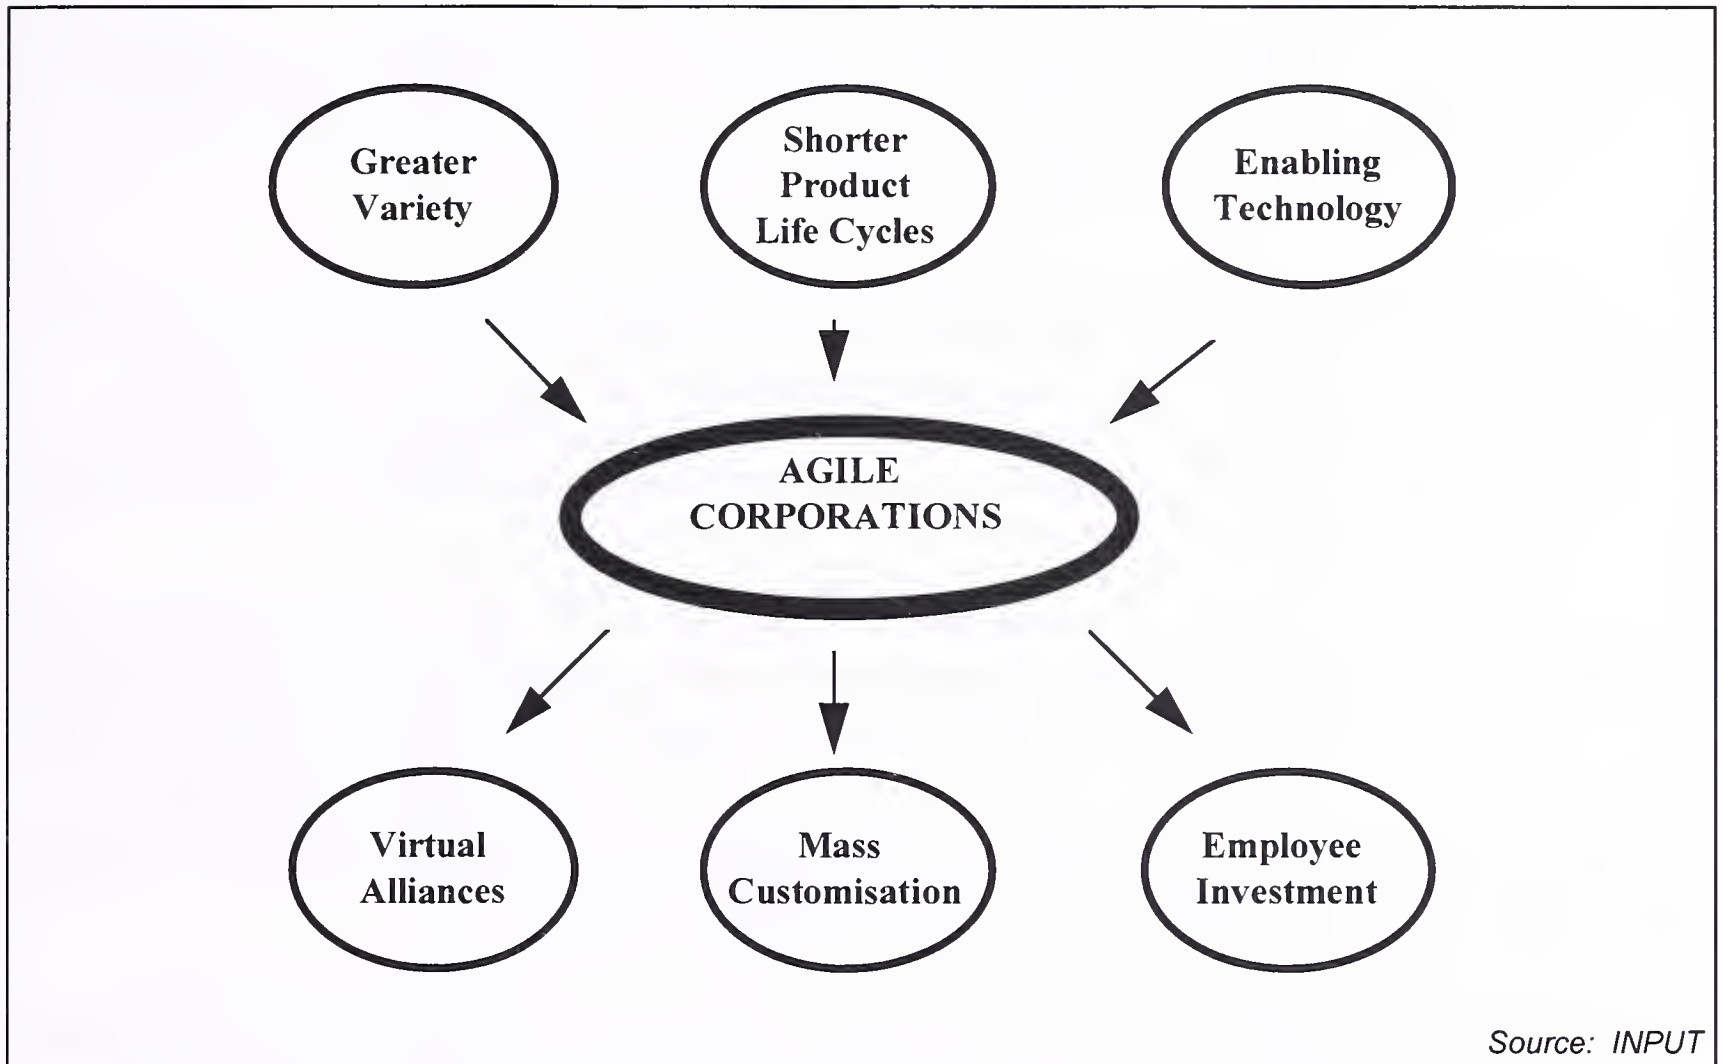 Greater
Variety
Shorter
Product
Life Cycles
Enabling
Technology
AGILE
CORPORATIONS
Virtual
Alliances
Mass
Customisation
Employee
Investment
Source: INPUT